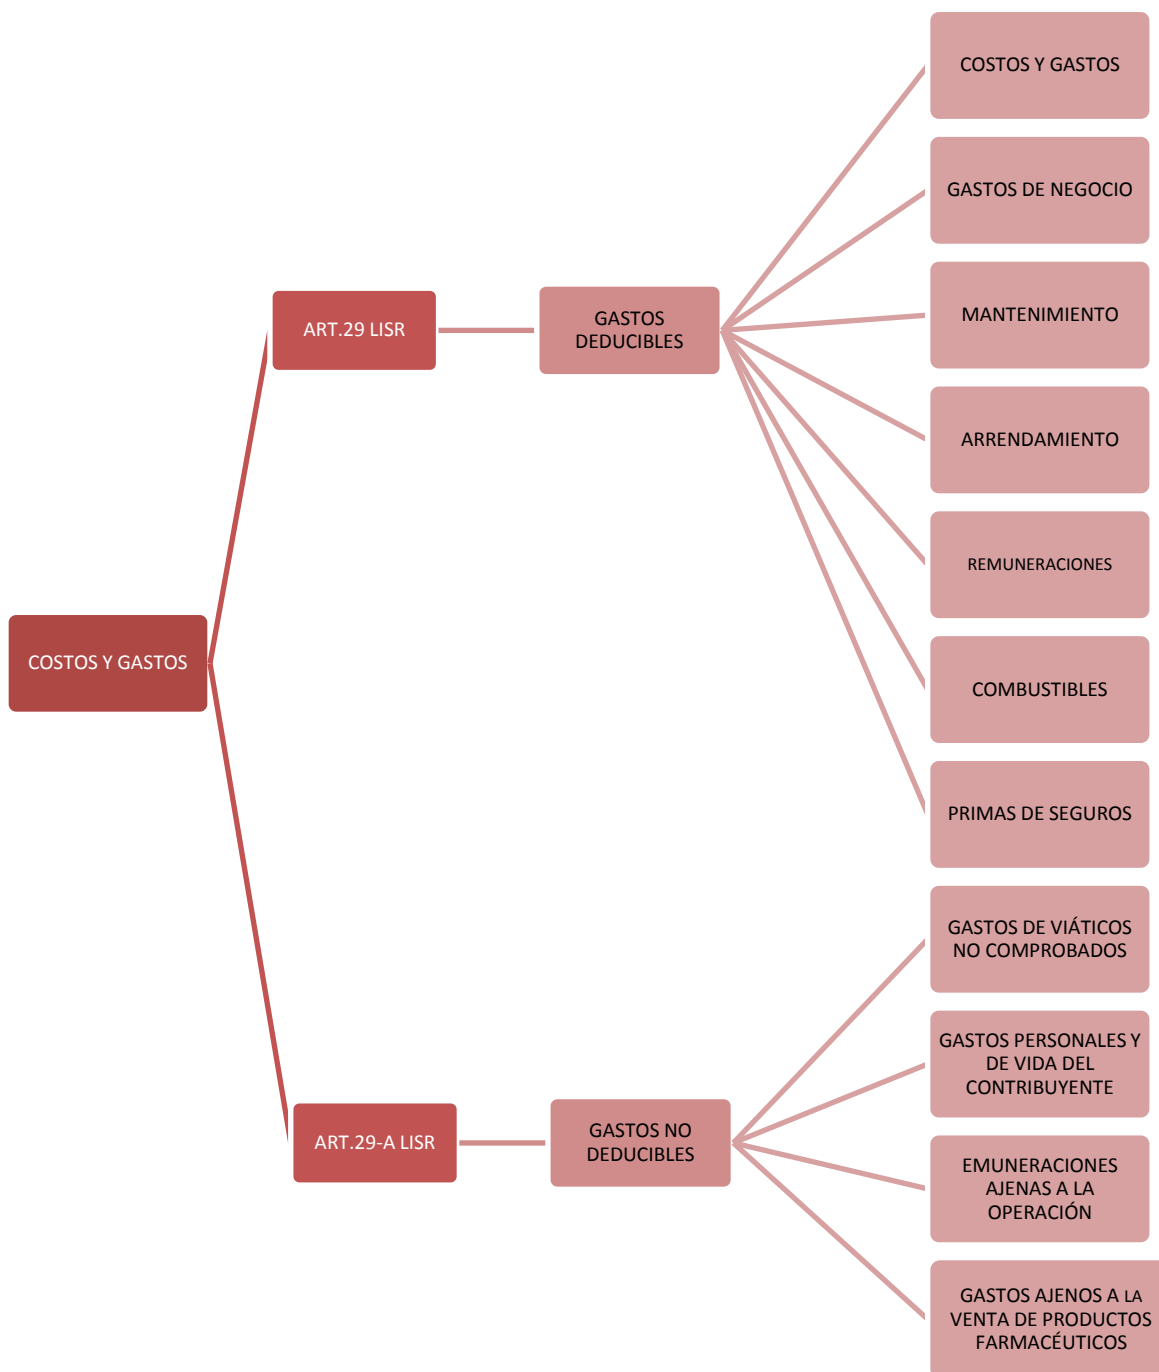 COSTOS Y GASTOS
ART.29 LISR
GASTOS
DEDUCIBLES
COSTOS Y GASTOS
GASTOS DE NEGOCIO
MANTENIMIENTO
ARRENDAMIENTO
REMUNERACIONES
COMBUSTIBLES
PRIMAS DE SEGUROS
ART.29-A LISR
GASTOS NO
DEDUCIBLES
GASTOS DE VIÁTICOS
NO COMPROBADOS
GASTOS PERSONALES Y
DE VIDA DEL
CONTRIBUYENTE
EMUNERACIONES
AJENAS A LA
OPERACIÓN
GASTOS AJENOS A LA
VENTA DE PRODUCTOS
FARMACÉUTICOS